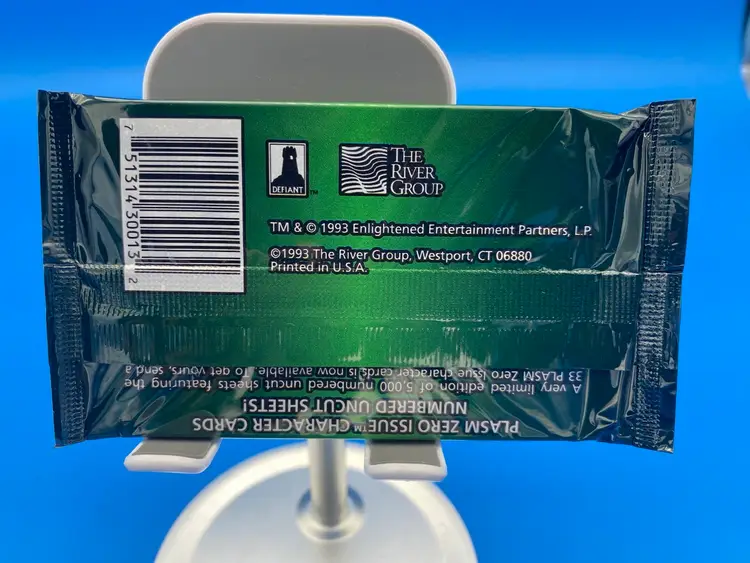 7 51314 30013 2
DEFIANT ™
THE
RIVER
GROUP
TM & © 1993 Enlightened Entertainment Partners, L.P.
©1993 The River Group, Westport, CT 06880
Printed in U.S.A.
PLASM ZERO ISSUE™ CHARACTER CARDS
NUMBERED UNCUT SHEETS!
A very limited edition of 5,000 numbered uncut sheets featuring the
33 PLASM Zero Issue character cards is now available. To get yours, send a